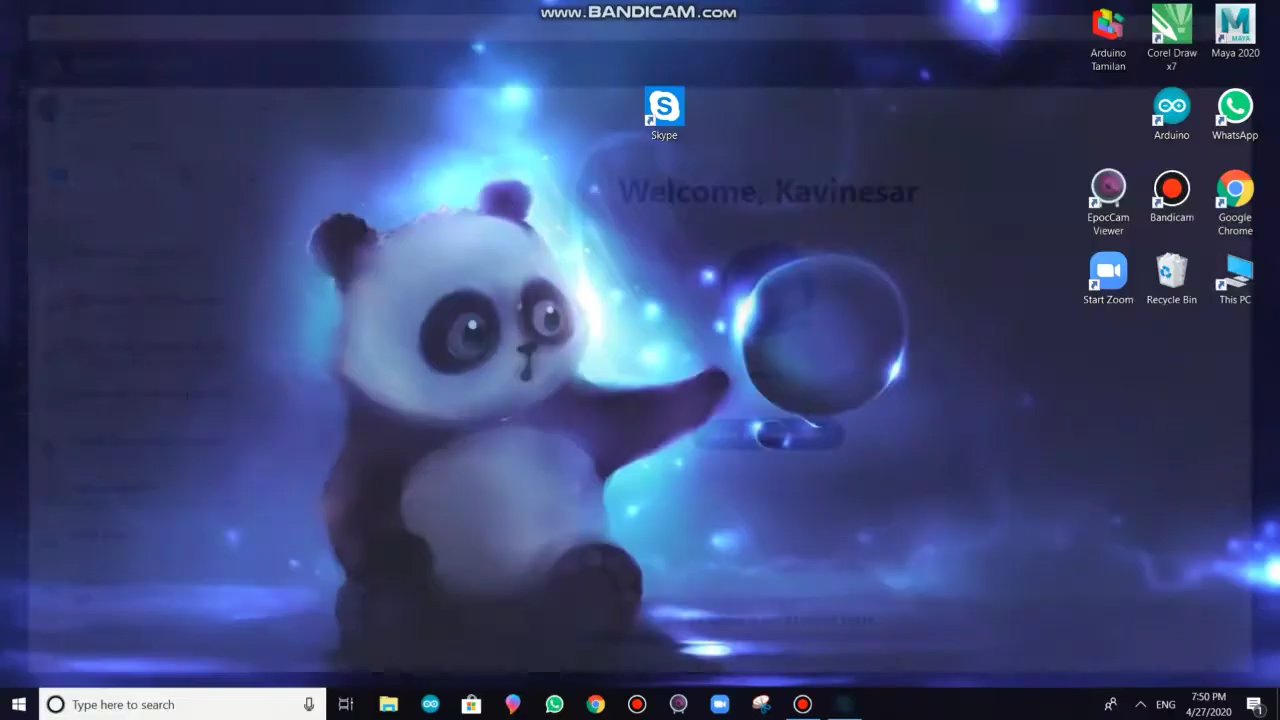 www.BANDICAM.com
Arduino
Tamilan
Corel Draw
x7
Maya 2020
Skype
Arduino
WhatsApp
Welcome, Kavinesar
EpocCam
Viewer
Bandicam
Google
Chrome
Start Zoom
Recycle Bin
This PC
Type here to search
ENG
7:50 PM
4/27/2020
1